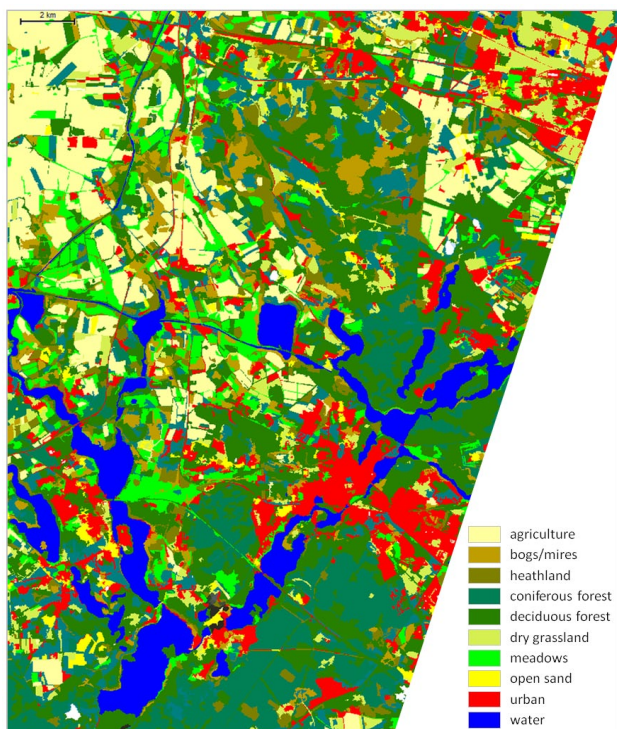 2 km
agriculture
bogs/mires
heathland
coniferous forest
deciduous forest
dry grassland
meadows
open sand
urban
water